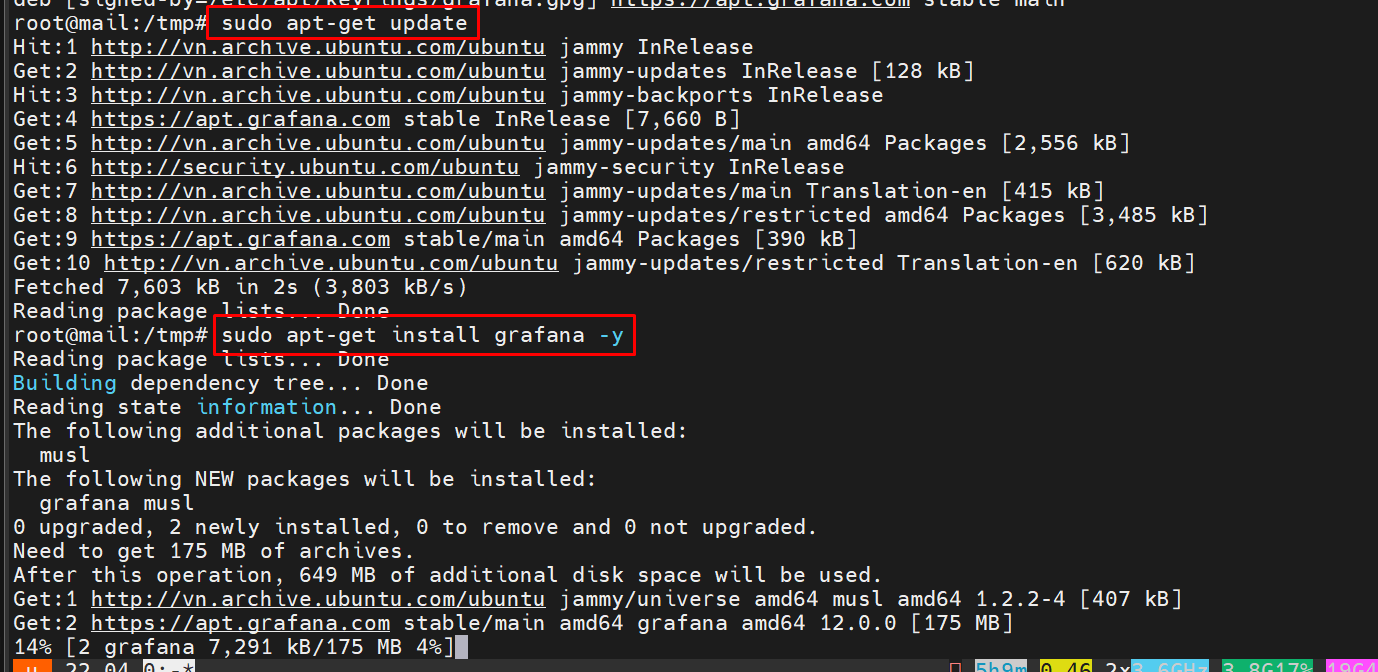 deb [signed-by=/etc/apt/keyrings/grafana.gpg] https://apt.grafana.com stable main
root@mail:/tmp# sudo apt-get update
Hit:1 http://vn.archive.ubuntu.com/ubuntu jammy InRelease
Get:2 http://vn.archive.ubuntu.com/ubuntu jammy-updates InRelease [128 kB]
Hit:3 http://vn.archive.ubuntu.com/ubuntu jammy-backports InRelease
Get:4 https://apt.grafana.com stable InRelease [7,660 B]
Get:5 http://vn.archive.ubuntu.com/ubuntu jammy-updates/main amd64 Packages [2,556 kB]
Hit:6 http://security.ubuntu.com/ubuntu jammy-security InRelease
Get:7 http://vn.archive.ubuntu.com/ubuntu jammy-updates/main Translation-en [415 kB]
Get:8 http://vn.archive.ubuntu.com/ubuntu jammy-updates/restricted amd64 Packages [3,485 kB]
Get:9 https://apt.grafana.com stable/main amd64 Packages [390 kB]
Get:10 http://vn.archive.ubuntu.com/ubuntu jammy-updates/restricted Translation-en [620 kB]
Fetched 7,603 kB in 2s (3,803 kB/s)
Reading package lists... Done
root@mail:/tmp# sudo apt-get install grafana -y
Reading package lists... Done
Building dependency tree... Done
Reading state information... Done
The following additional packages will be installed:
  musl
The following NEW packages will be installed:
  grafana musl
0 upgraded, 2 newly installed, 0 to remove and 0 not upgraded.
Need to get 175 MB of archives.
After this operation, 649 MB of additional disk space will be used.
Get:1 http://vn.archive.ubuntu.com/ubuntu jammy/universe amd64 musl amd64 1.2.2-4 [407 kB]
Get:2 https://apt.grafana.com stable/main amd64 grafana amd64 12.0.0 [175 MB]
14% [2 grafana 7,291 kB/175 MB 4%]
u 22.04 0:-* 5h9m 0.46 2x3.6GHz 3.8G17% 19G4